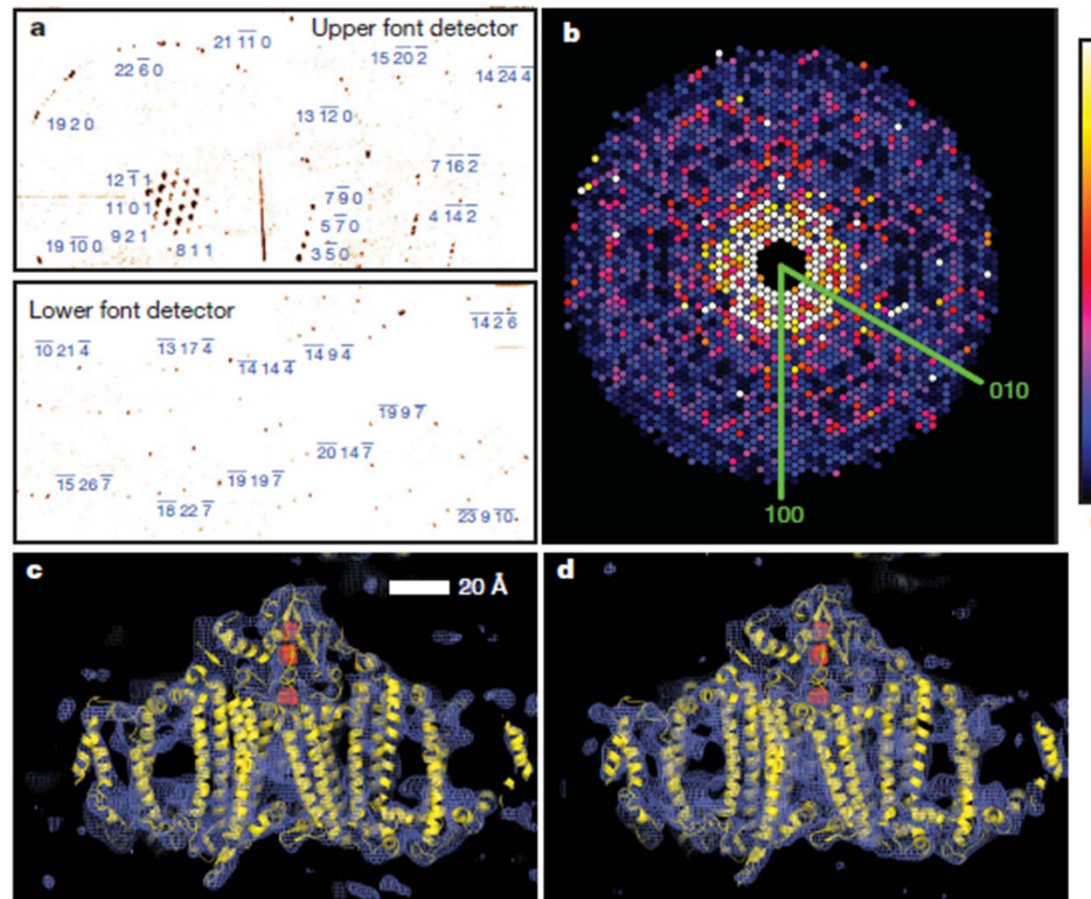 a
Upper font detector
21 1̅1̅ 0
22 6̅ 0
15 2̅0̅ 2̅
14 2̅4̅ 4̅
19 2 0
13 1̅2̅ 0
12 1̅ 1
7 1̅6̅ 2̅
11 0 1
7 9̅ 0
4 1̅4̅ 2̅
9 2 1
5 7̅ 0
19 1̅0̅ 0
8 1 1
3 5̅ 0
Lower font detector
1̅4̅ 2 6̅
1̅0̅ 21 4̅
1̅3̅ 17 4̅
1̅4̅ 9 4̅
1̅4̅ 14 4̅
1̅9̅ 9 7̅
2̅0̅ 14 7̅
1̅5̅ 26 7̅
1̅9̅ 19 7̅
1̅8̅ 22 7̅
2̅3̅ 9 1̅0̅
b
010
100
c
20 Å
d